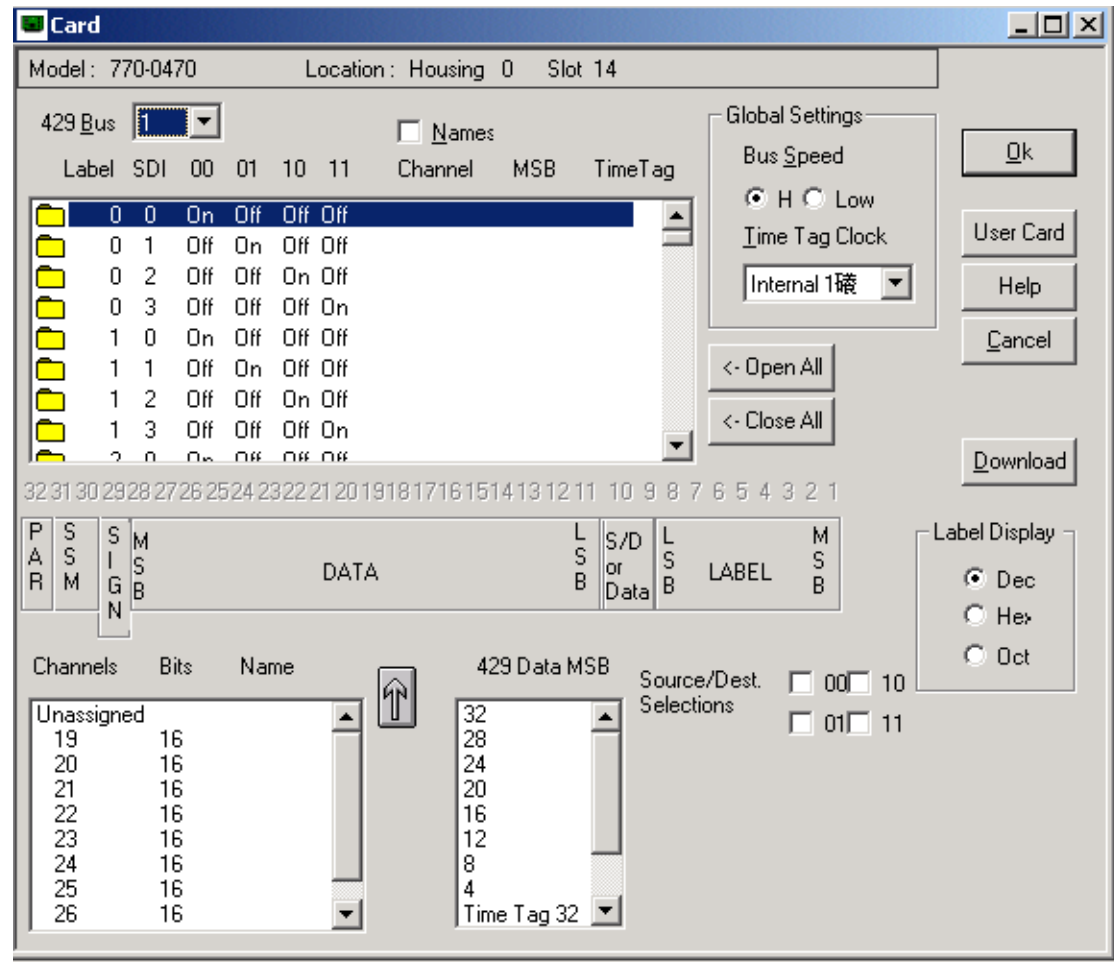 Card
Model : 770-0470 Location : Housing 0 Slot 14
429 Bus 1 Names
Label SDI 00 01 10 11 Channel MSB TimeTag
0 0 On Off Off Off
0 1 Off On Off Off
0 2 Off Off On Off
0 3 Off Off Off On
1 0 On Off Off Off
1 1 Off On Off Off
1 2 Off Off On Off
1 3 Off Off Off On
2 0 On Off Off Off
Global Settings
Bus Speed
H Low
Time Tag Clock
Internal 1礢
<- Open All
<- Close All
Ok
User Card
Help
Cancel
Download
32 31 30 29 28 27 26 25 24 23 22 21 20 19 18 17 16 15 14 13 12 11 10 9 8 7 6 5 4 3 2 1
PAR SSM SIGN MSB DATA LSB S/D or Data LSB LABEL MSB
Label Display
Dec
Hex
Oct
Channels Bits Name
Unassigned
19 16
20 16
21 16
22 16
23 16
24 16
25 16
26 16
429 Data MSB
32
28
24
20
16
12
8
4
Time Tag 32
Source/Dest.
Selections
00 10
01 11